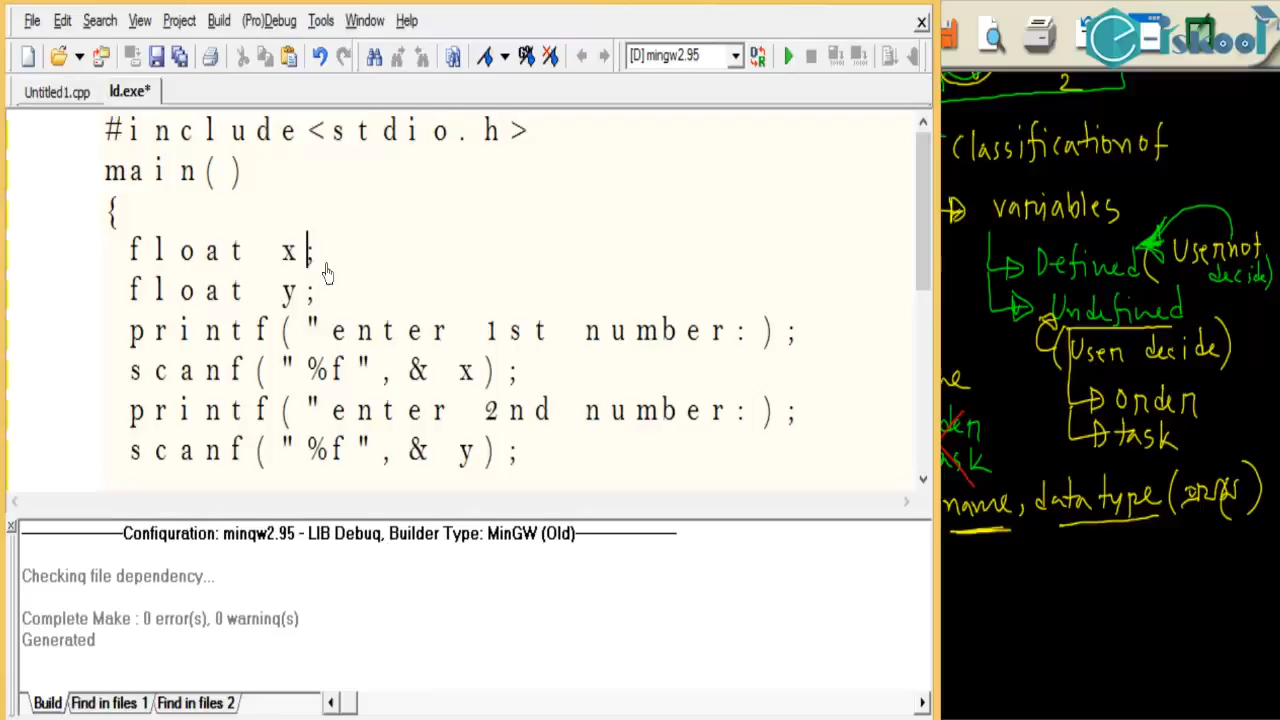 File Edit Search View Project Build (Pro)Debug Tools Window Help
[D] mingw2.95
e-iskool
Untitled1.cpp ld.exe*
#include<stdio.h>
main()
{
float x;
float y;
printf("enter 1st number:);
scanf("%f",& x);
printf("enter 2nd number:);
scanf("%f",& y);
Configuration: mingw2.95 - LIB Debug, Builder Type: MinGW (Old)
Checking file dependency...
Complete Make : 0 error(s), 0 warning(s)
Generated
Build Find in files 1 Find in files 2
2
Classification of
variables
Defined (User not decide)
Undefined
(User decide)
order
task
name, data type